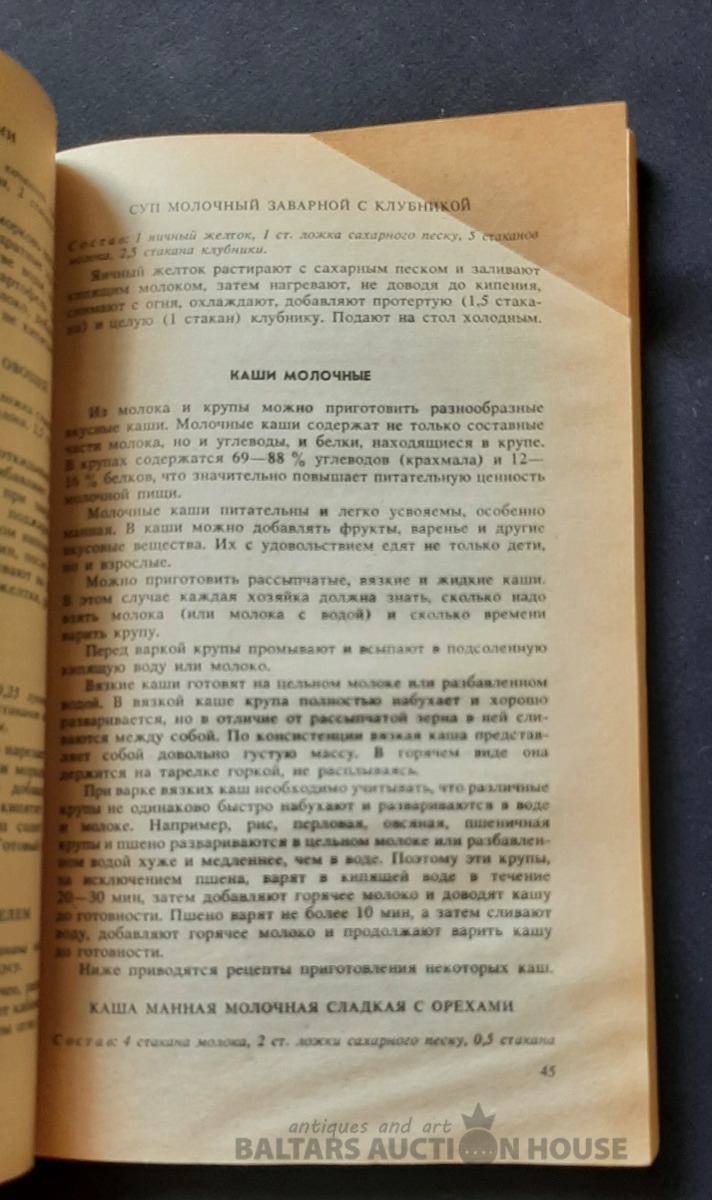 СУП МОЛОЧНЫЙ ЗАВАРНОЙ С КЛУБНИКОЙ
Состав: 1 яичный желток, 1 ст. ложка сахарного песку, 5 стаканов
молока, 2,5 стакана клубники.
Яичный желток растирают с сахарным песком и заливают
кипящим молоком, затем нагревают, не доводя до кипения,
снимают с огня, охлаждают, добавляют протертую (1,5 стака-
на) и целую (1 стакан) клубнику. Подают на стол холодным.
КАШИ МОЛОЧНЫЕ
Из молока и крупы можно приготовить разнообразные
вкусные каши. Молочные каши содержат не только составные
части молока, но и углеводы, и белки, находящиеся в крупе.
В крупах содержатся 69—88 % углеводов (крахмала) и 12—
16 % белков, что значительно повышает питательную ценность
молочной пищи.
Молочные каши питательны и легко усвояемы, особенно
манная. В каши можно добавлять фрукты, варенье и другие
вкусовые вещества. Их с удовольствием едят не только дети,
но и взрослые.
Можно приготовить рассыпчатые, вязкие и жидкие каши.
В этом случае каждая хозяйка должна знать, сколько надо
взять молока (или молока с водой) и сколько времени
варить крупу.
Перед варкой крупы промывают и всыпают в подсоленную
кипящую воду или молоко.
Вязкие каши готовят на цельном молоке или разбавленном
водой. В вязкой каше крупа полностью набухает и хорошо
разваривается, но в отличие от рассыпчатой зерна в ней сли-
ваются между собой. По консистенции вязкая каша представ-
ляет собой довольно густую массу. В горячем виде она
держится на тарелке горкой, не расплываясь.
При варке вязких каш необходимо учитывать, что различные
крупы не одинаково быстро набухают и развариваются в воде
и молоке. Например, рис, перловая, овсяная, пшеничная
крупы и пшено развариваются в цельном молоке или разбавлен-
ном водой хуже и медленнее, чем в воде. Поэтому эти крупы,
за исключением пшена, варят в кипящей воде в течение
20—30 мин, затем добавляют горячее молоко и доводят кашу
до готовности. Пшено варят не более 10 мин, а затем сливают
воду, добавляют горячее молоко и продолжают варить кашу
до готовности.
Ниже приводятся рецепты приготовления некоторых каш.
КАША МАННАЯ МОЛОЧНАЯ СЛАДКАЯ С ОРЕХАМИ
Состав: 4 стакана молока, 2 ст. ложки сахарного песку, 0,5 стакана
45
antiques and art
BALTARS AUCTION HOUSE